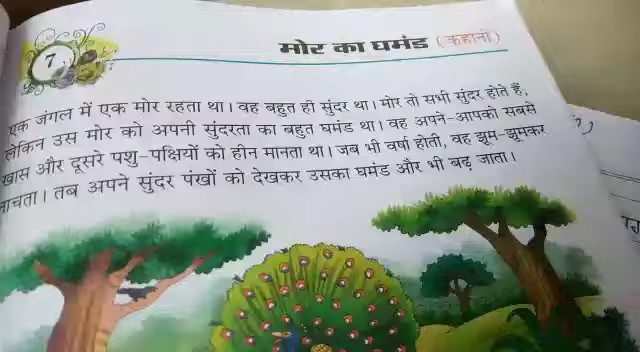 7
मोर का घमंड (कहानी)
एक जंगल में एक मोर रहता था। वह बहुत ही सुंदर था। मोर तो सभी सुंदर होते हैं,
लेकिन उस मोर को अपनी सुंदरता का बहुत घमंड था। वह अपने-आपको सबसे
खास और दूसरे पशु-पक्षियों को हीन मानता था। जब भी वर्षा होती, वह झूम-झूमकर
नाचता। तब अपने सुंदर पंखों को देखकर उसका घमंड और भी बढ़ जाता।